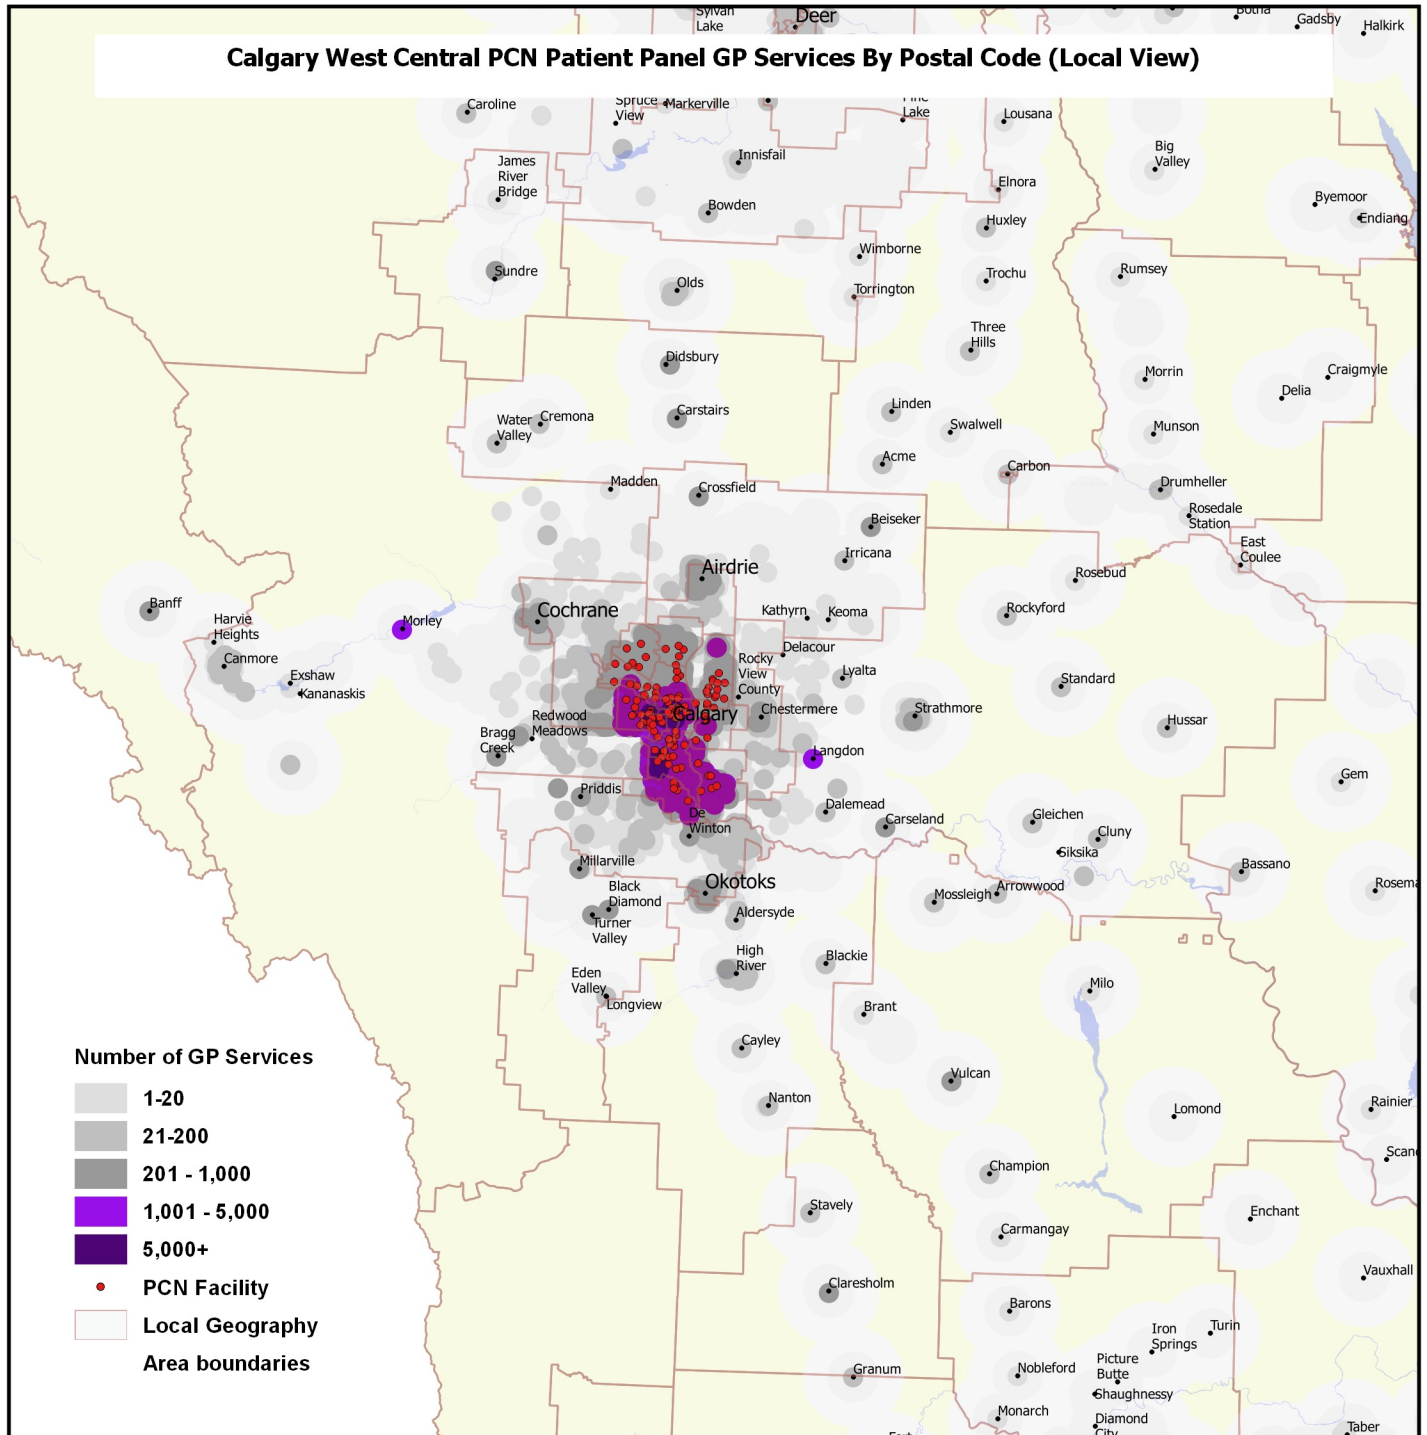 Sylvan
Lake
Deer
Botha
Gadsby
Halkirk
Calgary West Central PCN Patient Panel GP Services By Postal Code (Local View)
Caroline
Spruce
View
Markerville
Pine
Lake
Lousana
James
River
Bridge
Innisfail
Big
Valley
Elnora
Byemoor
Bowden
Huxley
Endiang
Sundre
Wimborne
Olds
Torrington
Trochu
Rumsey
Three
Hills
Didsbury
Morrin
Craigmyle
Delia
Water
Valley
Cremona
Carstairs
Linden
Swalwell
Munson
Acme
Carbon
Madden
Crossfield
Drumheller
Rosedale
Station
Beiseker
East
Coulee
Airdrie
Irricana
Rosebud
Banff
Cochrane
Kathyrn
Keoma
Rockyford
Harvie
Heights
Morley
Canmore
Delacour
Exshaw
Kananaskis
Rocky
View
County
Lyalta
Standard
Redwood
Meadows
Calgary
Chestermere
Strathmore
Hussar
Bragg
Creek
Langdon
Gem
Priddis
De
Winton
Dalemead
Carseland
Gleichen
Cluny
Siksika
Millarville
Bassano
Black
Diamond
Okotoks
Mossleigh
Arrowwood
Rosema
Turner
Valley
Aldersyde
High
River
Blackie
Eden
Valley
Longview
Milo
Brant
Cayley
Vulcan
Nanton
Lomond
Rainier
Champion
Scan
Stavely
Carmangay
Enchant
Claresholm
Vauxhall
Barons
Iron
Springs
Turin
Granum
Nobleford
Picture
Butte
Shaughnessy
Monarch
Diamond
City
Taber
Fort
Number of GP Services
1-20
21-200
201 - 1,000
1,001 - 5,000
5,000+
PCN Facility
Local Geography
Area boundaries